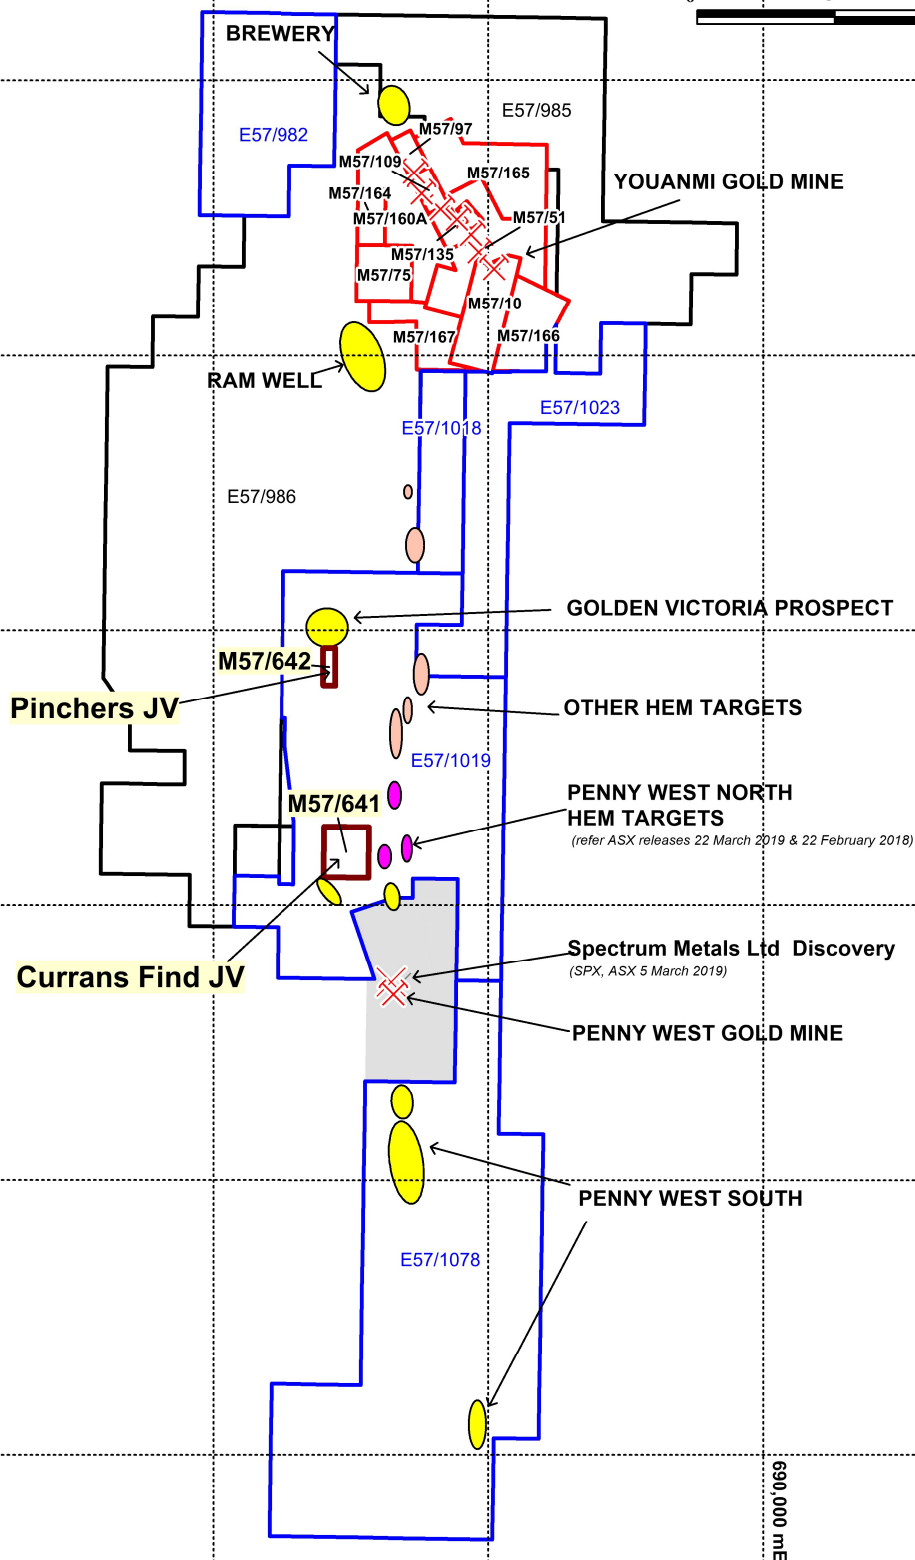 BREWERY
E57/985
E57/982
M57/97
M57/109
M57/165
M57/164
YOUANMI GOLD MINE
M57/160A
M57/51
M57/135
M57/75
M57/10
M57/167
M57/166
RAM WELL
E57/1023
E57/1018
E57/986
GOLDEN VICTORIA PROSPECT
M57/642
Pinchers JV
OTHER HEM TARGETS
E57/1019
PENNY WEST NORTH
HEM TARGETS
(refer ASX releases 22 March 2019 & 22 February 2018)
M57/641
Spectrum Metals Ltd Discovery
(SPX, ASX 5 March 2019)
Currans Find JV
PENNY WEST GOLD MINE
PENNY WEST SOUTH
E57/1078
690,000 mE